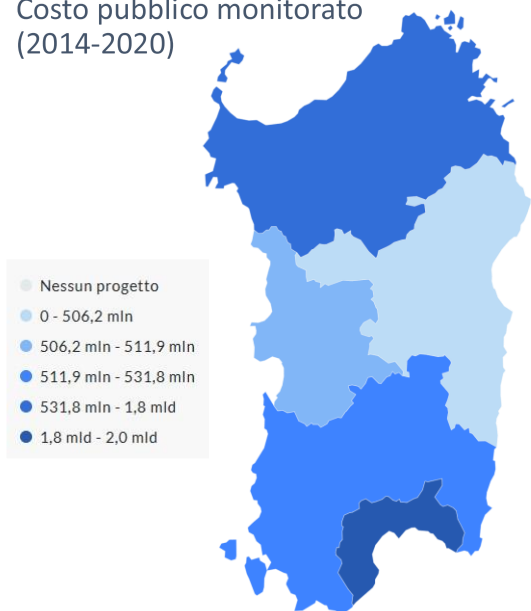 Costo pubblico monitorato
(2014-2020)
Nessun progetto
0 - 506,2 mln
506,2 mln - 511,9 mln
511,9 mln - 531,8 mln
531,8 mln - 1,8 mld
1,8 mld - 2,0 mld